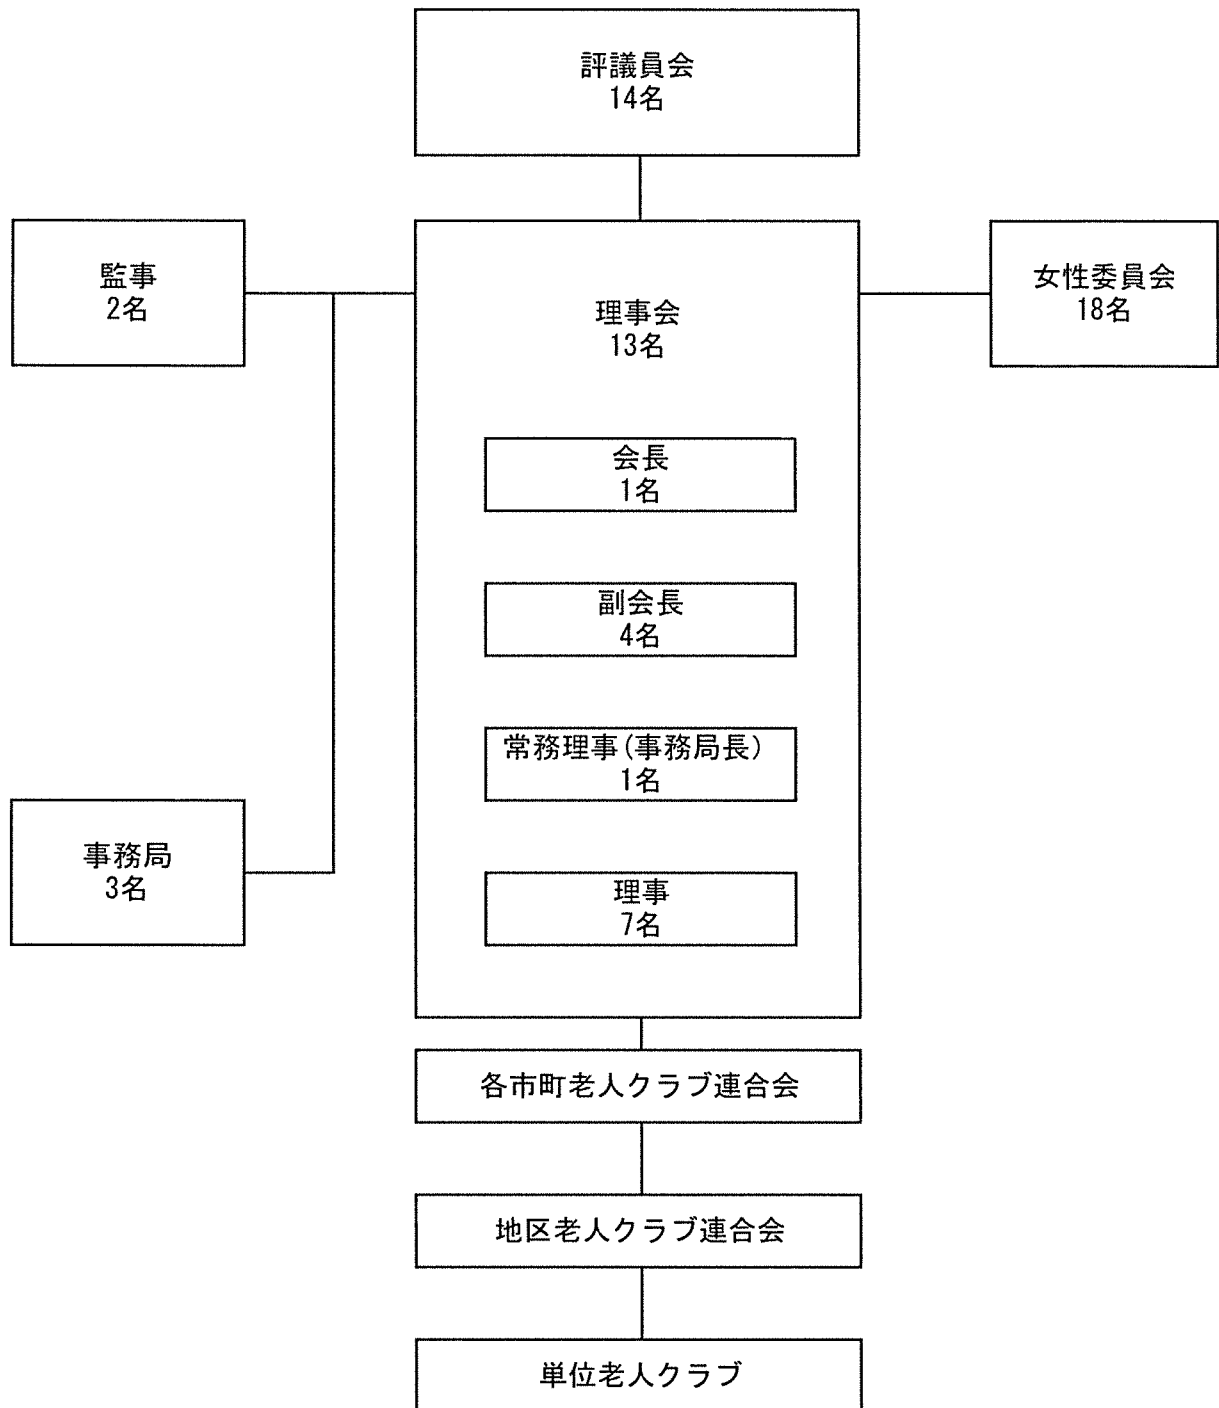 評議員会
14名
監事
2名
理事会
13名
女性委員会
18名
会長
1名
副会長
4名
常務理事(事務局長)
1名
事務局
3名
理事
7名
各市町老人クラブ連合会
地区老人クラブ連合会
単位老人クラブ